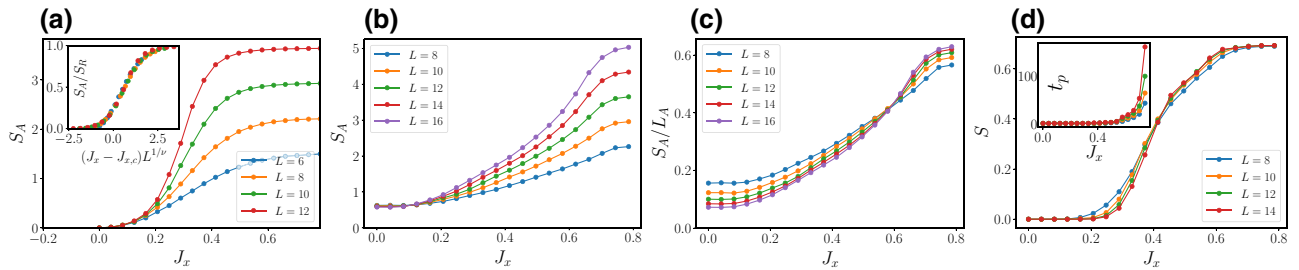 (a)
S_A
3
2
1
0
−0.2
0.0
0.2
0.4
0.6
J_x
1.0
0.5
0.0
S_A/S_R
−2.5
0.0
2.5
(J_x − J_{x,c})L^{1/ν}
L = 6
L = 8
L = 10
L = 12
(b)
S_A
5
4
3
2
1
0
0.0
0.2
0.4
0.6
0.8
J_x
L = 8
L = 10
L = 12
L = 14
L = 16
(c)
S_A/L_A
0.6
0.4
0.2
0.0
0.0
0.2
0.4
0.6
0.8
J_x
L = 8
L = 10
L = 12
L = 14
L = 16
(d)
S
0.6
0.4
0.2
0.0
0.0
0.2
0.4
0.6
0.8
J_x
t_p
100
0.4
J_x
L = 8
L = 10
L = 12
L = 14